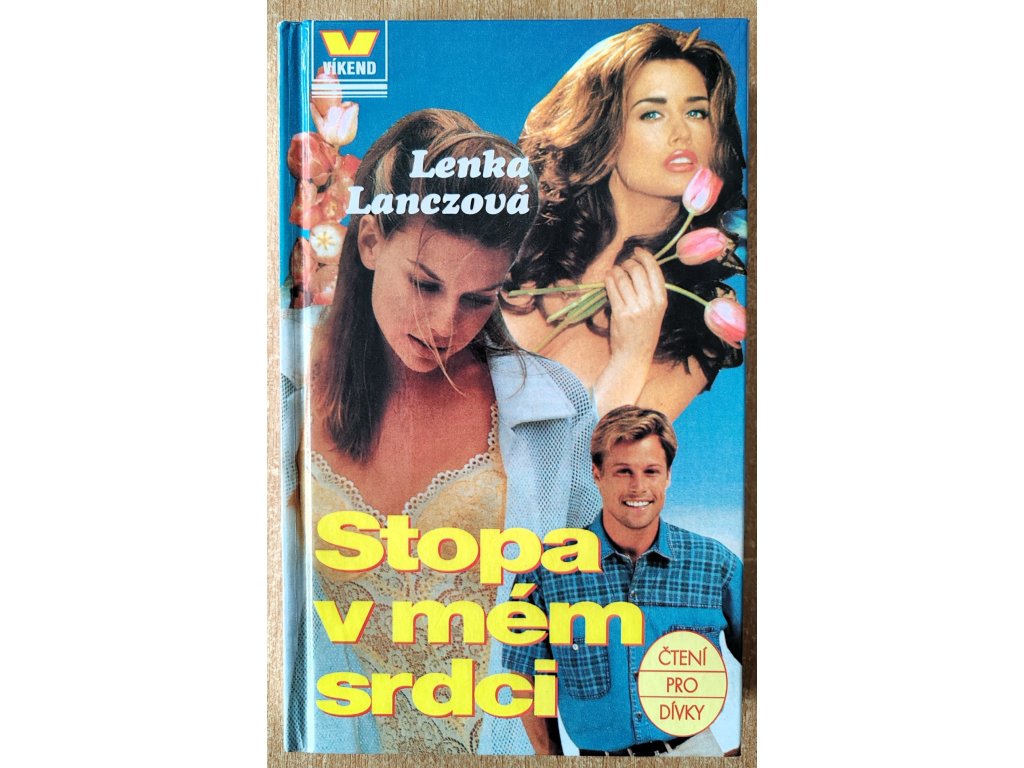 V
VÍKEND
Lenka
Lanczová
Stopa
v mém
srdci
ČTENÍ
PRO
DÍVKY